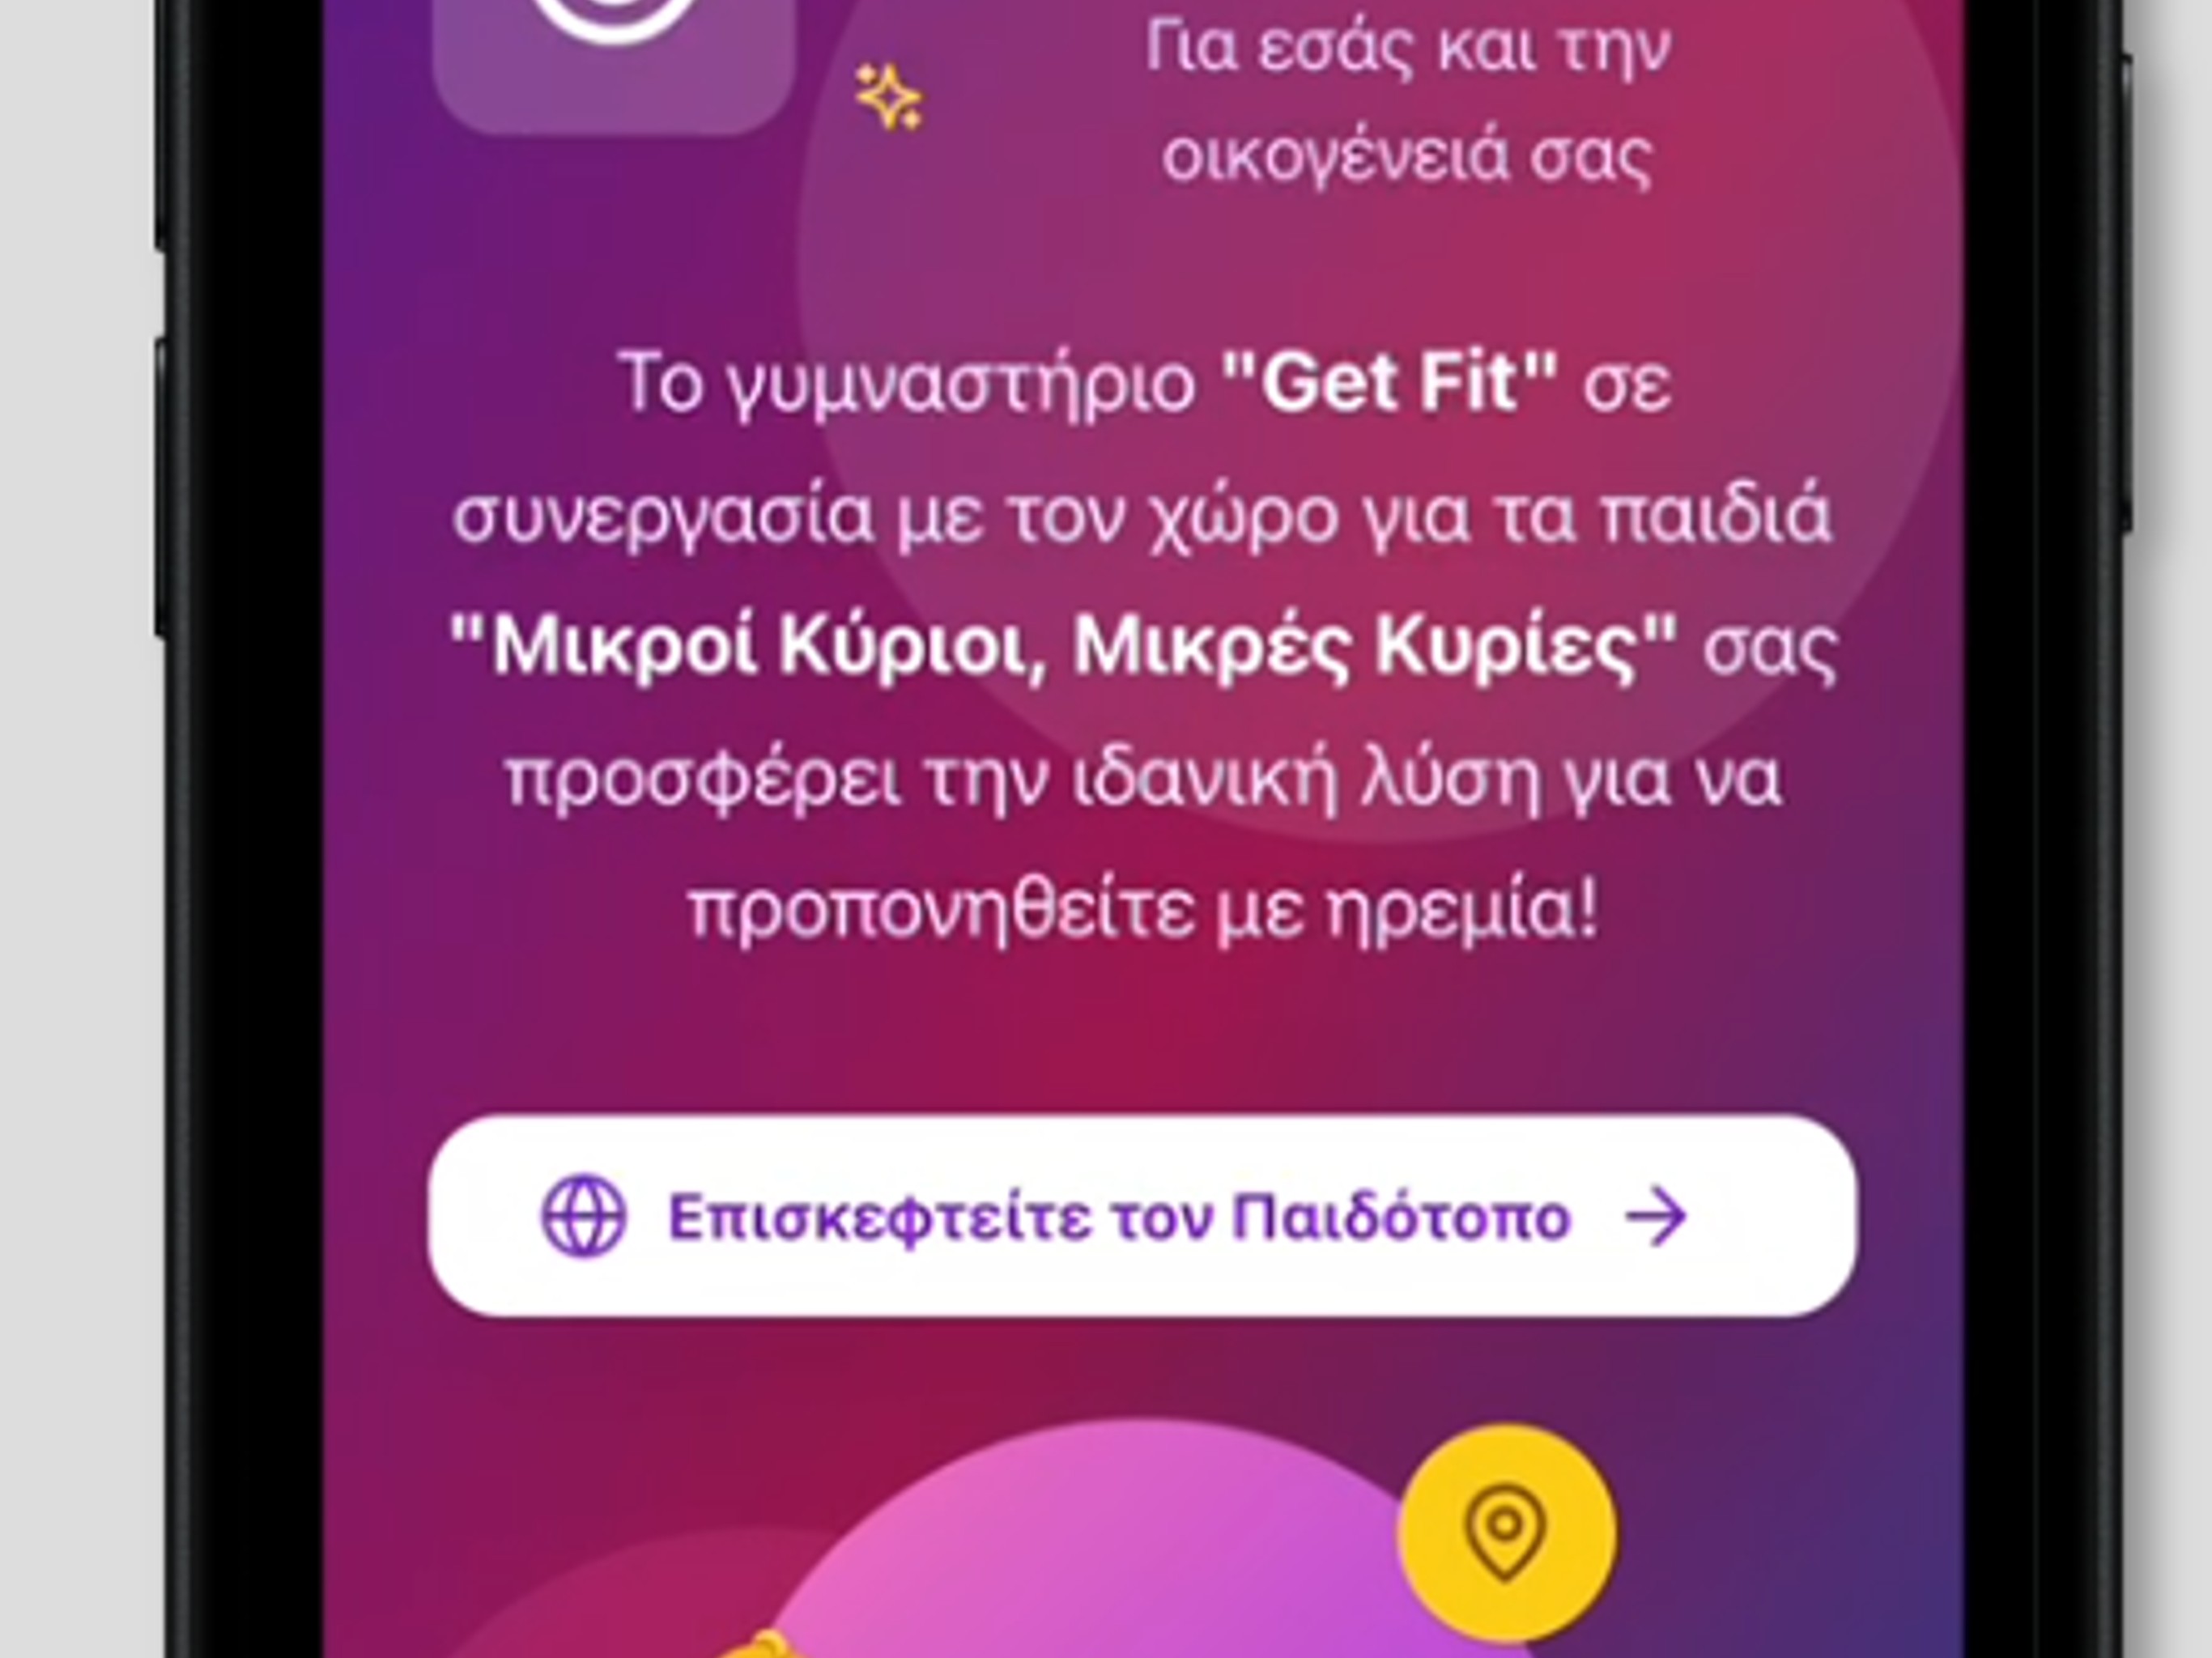 Για εσάς και την
οικογένειά σας
Το γυμναστήριο "Get Fit" σε
συνεργασία με τον χώρο για τα παιδιά
"Μικροί Κύριοι, Μικρές Κυρίες" σας
προσφέρει την ιδανική λύση για να
προπονηθείτε με ηρεμία!
Επισκεφτείτε τον Παιδότοπο